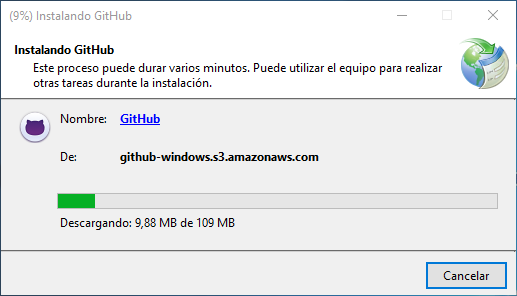 (9%) Instalando GitHub
Instalando GitHub
Este proceso puede durar varios minutos. Puede utilizar el equipo para realizar
otras tareas durante la instalación.
Nombre: GitHub
De: github-windows.s3.amazonaws.com
Descargando: 9,88 MB de 109 MB
Cancelar